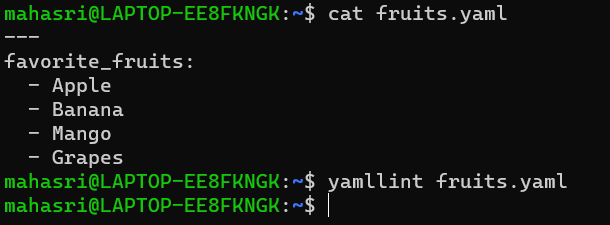 mahasri@LAPTOP-EE8FKNGK:~$ cat fruits.yaml
---
favorite_fruits:
  - Apple
  - Banana
  - Mango
  - Grapes
mahasri@LAPTOP-EE8FKNGK:~$ yamllint fruits.yaml
mahasri@LAPTOP-EE8FKNGK:~$